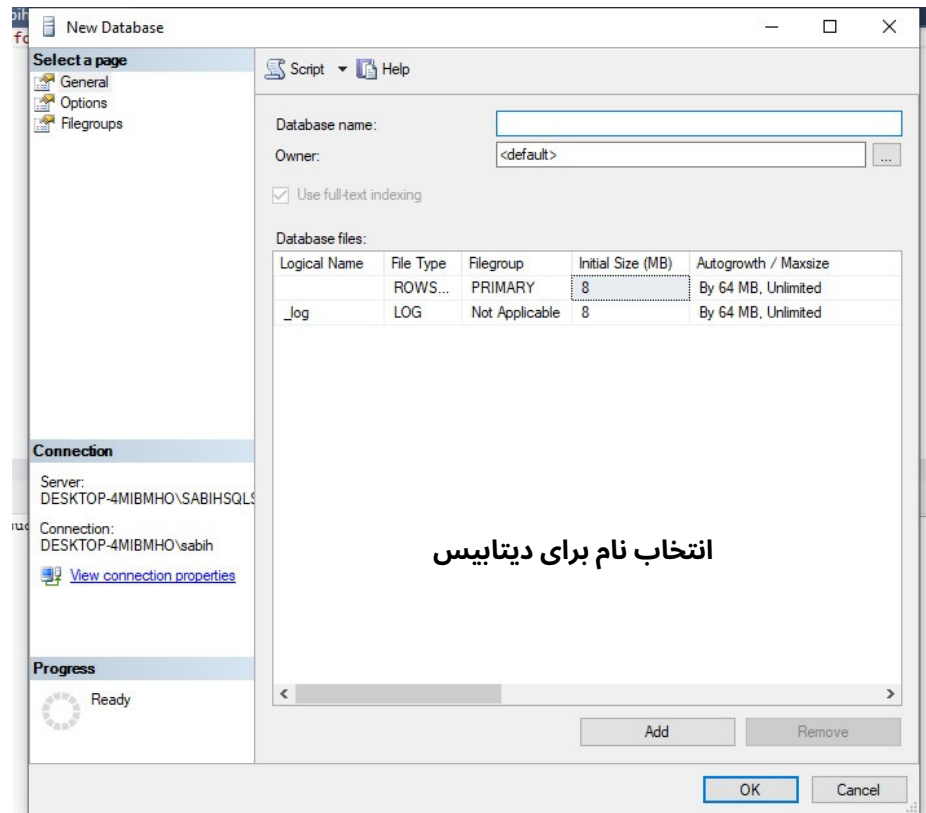 New Database
Select a page
General
Options
Filegroups
Script
Help
Database name:
Owner:
<default>
...
Use full-text indexing
Database files:
Logical Name File Type Filegroup Initial Size (MB) Autogrowth / Maxsize
ROWS... PRIMARY 8 By 64 MB, Unlimited
_log LOG Not Applicable 8 By 64 MB, Unlimited
Connection
Server:
DESKTOP-4MIBMHO\SABIHSQLS
Connection:
DESKTOP-4MIBMHO\sabih
View connection properties
انتخاب نام برای دیتابیس
Progress
Ready
Add
Remove
OK
Cancel